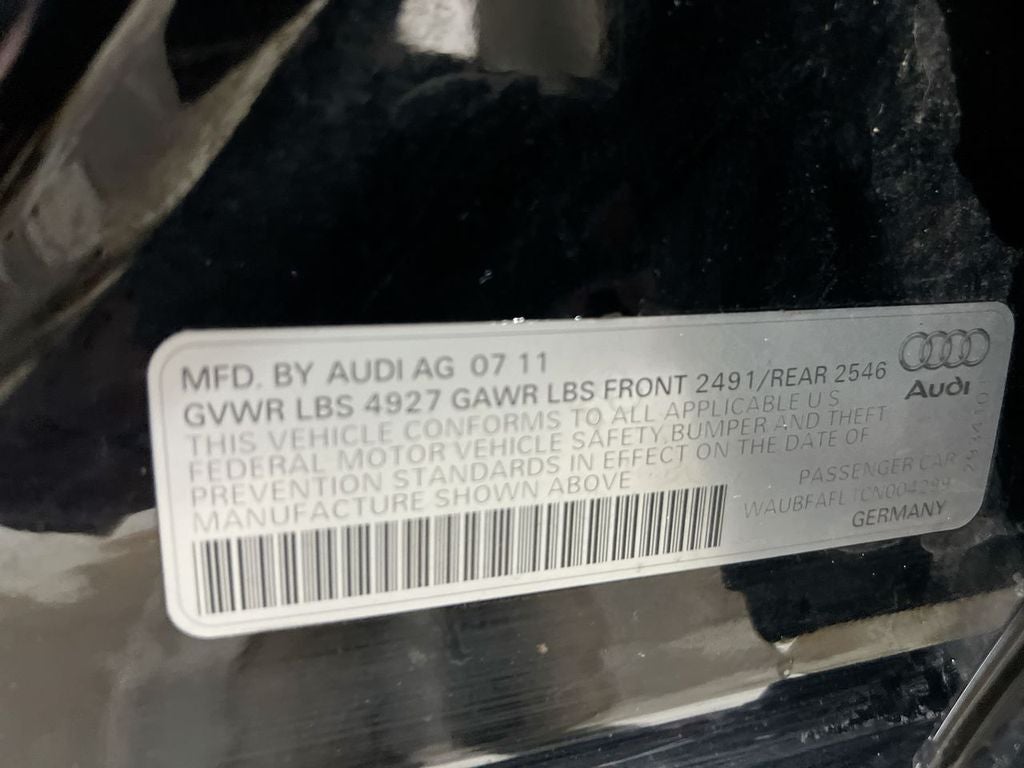 MFD. BY AUDI AG 07 11
GVWR LBS 4927 GAWR LBS FRONT 2491/REAR 2546
THIS VEHICLE CONFORMS TO ALL APPLICABLE U S
FEDERAL MOTOR VEHICLE SAFETY, BUMPER AND THEFT
PREVENTION STANDARDS IN EFFECT ON THE DATE OF
MANUFACTURE SHOWN ABOVE
Audi
PASSENGER CAR
WAUBFAFL1CN004299
GERMANY